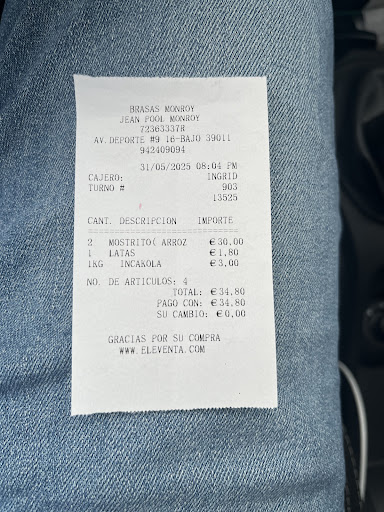 BRASAS MONROY
JEAN POOL MONROY
72363337R
AV.DEPORTE #9 16-BAJO 39011
942409094
31/05/2025 08:04 PM
CAJERO: INGRID
TURNO # 903
13525
CANT. DESCRIPCION IMPORTE
=============================
2 MOSTRITO( ARROZ €30.00
1 LATAS €1.80
1KG INCAKOLA €3.00
NO. DE ARTICULOS: 4
TOTAL: €34.80
PAGO CON: €34.80
SU CAMBIO: €0.00
GRACIAS POR SU COMPRA
WWW.ELEVENTA.COM